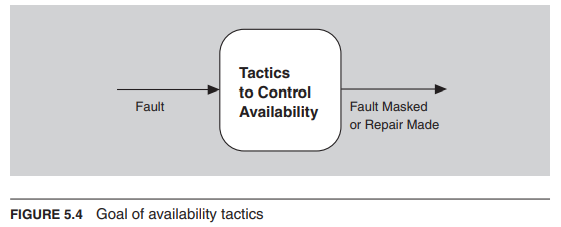 Tactics
to Control
Availability
Fault
Fault Masked
or Repair Made
FIGURE 5.4 Goal of availability tactics